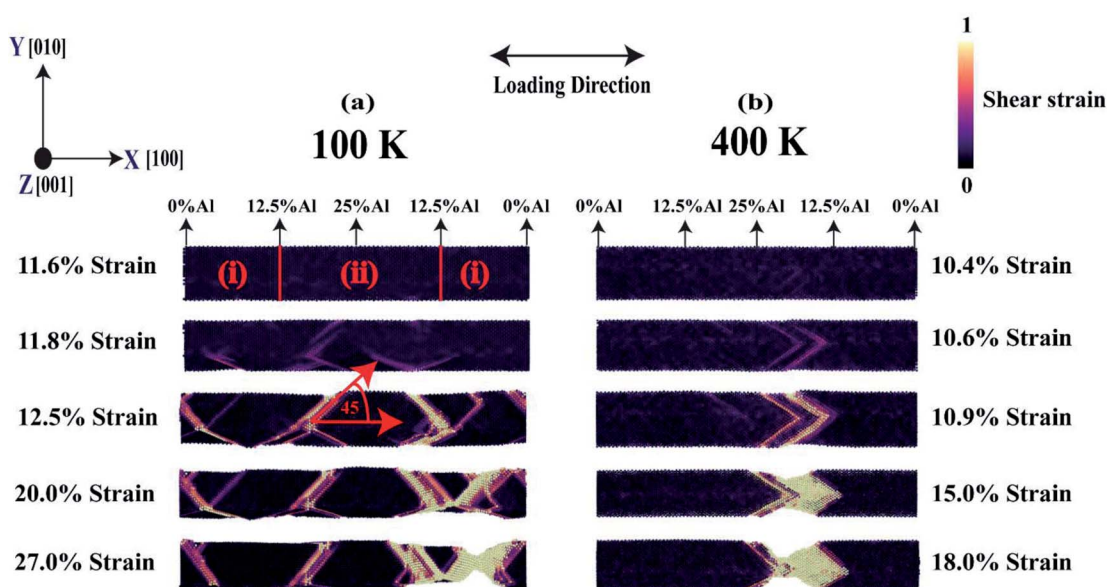 Y [010]
X [100]
Z[001]
Loading Direction
1
Shear strain
0
(a)
100 K
(b)
400 K
0%Al 12.5%Al 25%Al 12.5%Al 0%Al
0%Al 12.5%Al 25%Al 12.5%Al 0%Al
11.6% Strain
(i) (ii) (i)
10.4% Strain
11.8% Strain
10.6% Strain
12.5% Strain
45
10.9% Strain
20.0% Strain
15.0% Strain
27.0% Strain
18.0% Strain